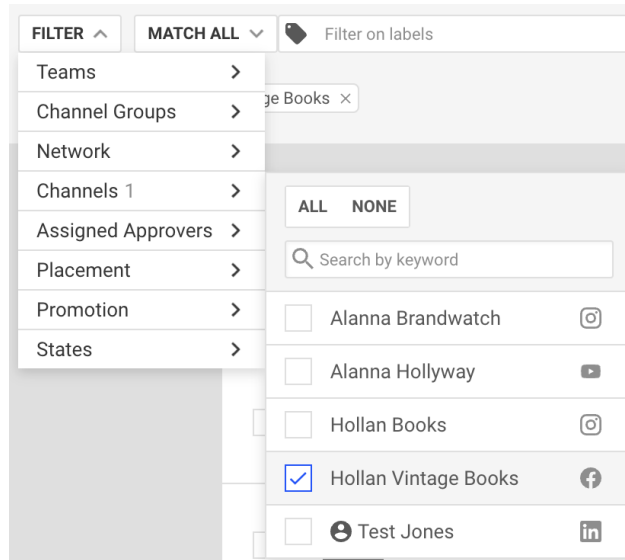 FILTER MATCH ALL Filter on labels
Teams
ge Books
Channel Groups
Network
Channels 1
Assigned Approvers
Placement
Promotion
States
ALL NONE
Search by keyword
Alanna Brandwatch
Alanna Hollyway
Hollan Books
Hollan Vintage Books
Test Jones